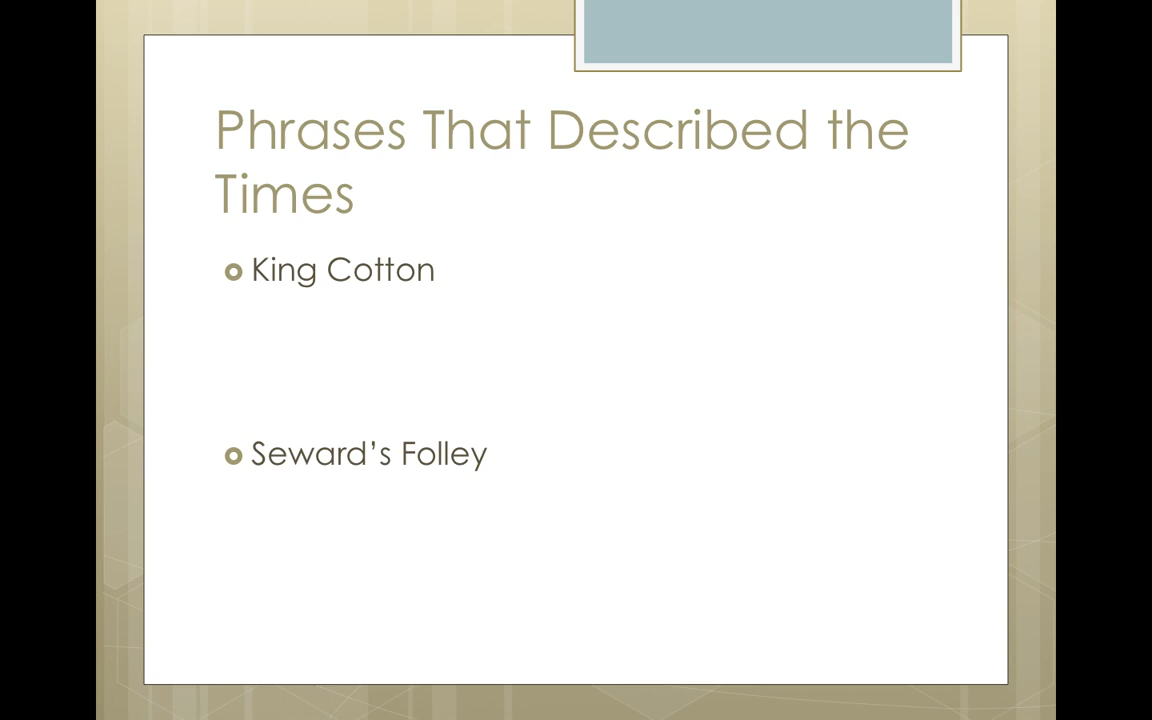 Phrases That Described the
Times
King Cotton
Seward’s Folley